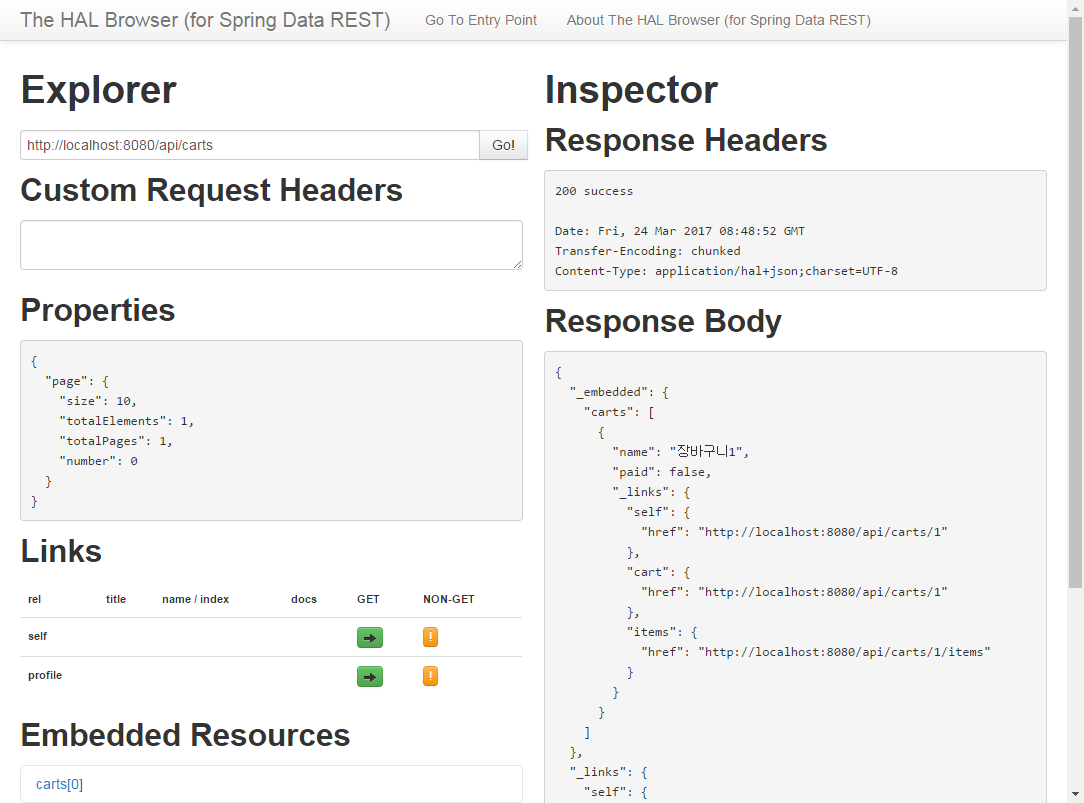 The HAL Browser (for Spring Data REST) Go To Entry Point About The HAL Browser (for Spring Data REST)
Explorer
http://localhost:8080/api/carts Go!
Custom Request Headers
Properties
{
"page": {
"size": 10,
"totalElements": 1,
"totalPages": 1,
"number": 0
}
}
Links
rel title name / index docs GET NON-GET
self !
profile !
Embedded Resources
carts[0]
Inspector
Response Headers
200 success
Date: Fri, 24 Mar 2017 08:48:52 GMT
Transfer-Encoding: chunked
Content-Type: application/hal+json;charset=UTF-8
Response Body
{
"_embedded": {
"carts": [
{
"name": "장바구니1",
"paid": false,
"_links": {
"self": {
"href": "http://localhost:8080/api/carts/1"
},
"cart": {
"href": "http://localhost:8080/api/carts/1"
},
"items": {
"href": "http://localhost:8080/api/carts/1/items"
}
}
}
]
},
"_links": {
"self": {